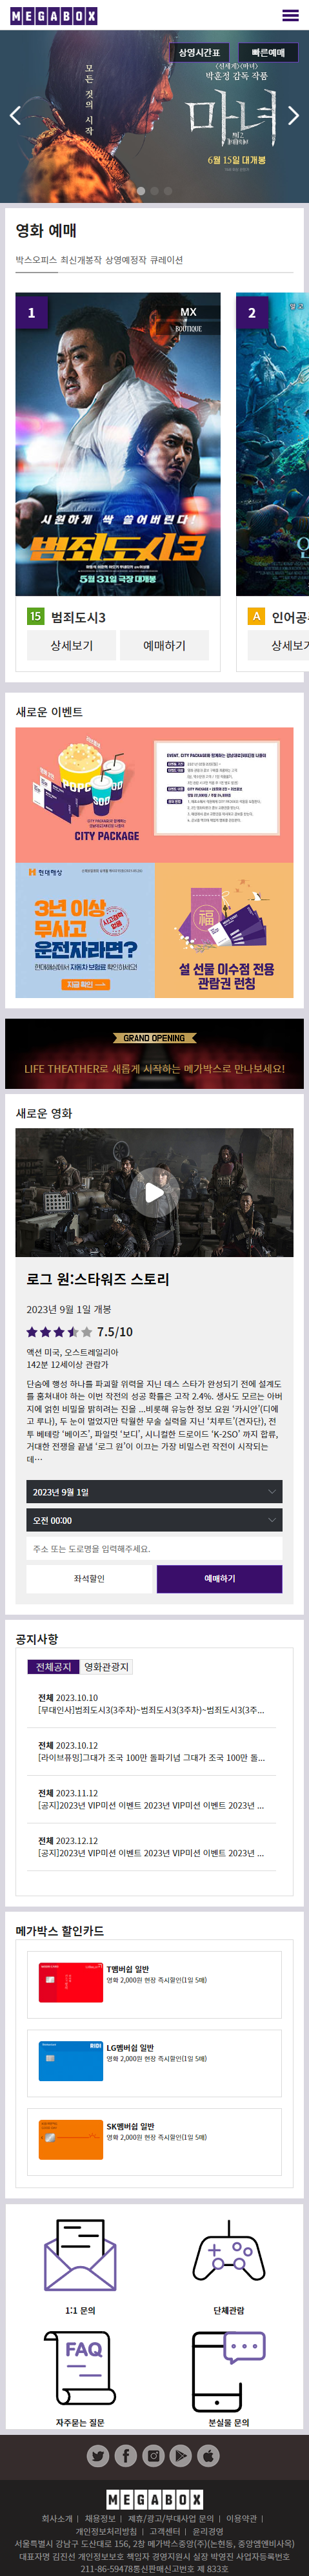 MEGABOX
상영시간표
빠른예매
모든 것의 시작
<신세계><마녀>
박훈정 감독 작품
마녀
6월 15일 대개봉
영화 예매
박스오피스 최신개봉작 상영예정작 큐레이션
1
MX
BOUTIQUE
시원하게 싹 쓸어버린다!
범죄도시3
5월 31일 극장 대개봉
2
15 범죄도시3
상세보기
예매하기
A 인어공
상세보기
새로운 이벤트
CITY PACKAGE
현대해상
3년 이상
무사고
운전자라면?
현대해상에서 자동차 보험료 확인하세요!
지금 확인
福
설 선물 이수점 전용
관람권 런칭
GRAND OPENING
LIFE THEATHER로 새롭게 시작하는 메가박스로 만나보세요!
새로운 영화
로그 원:스타워즈 스토리
2023년 9월 1일 개봉
7.5/10
액션 미국, 오스트레일리아
142분 12세이상 관람가
단숨에 행성 하나를 파괴할 위력을 지닌 데스 스타가 완성되기 전에 설계도
를 훔쳐내야 하는 이번 작전의 성공 확률은 고작 2.4%. 생사도 모르는 아버
지에 얽힌 비밀을 밝히려는 진술 ...비롯해 유능한 정보 요원 '카시안'(디에
고 루나), 두 눈이 멀었지만 탁월한 무술 실력을 지닌 '치루트'(견자단), 전
투 베테랑 '베이즈', 파일럿 '보디', 시니컬한 드로이드 'K-2SO' 까지 합류,
거대한 전쟁을 끝낼 '로그 원'이 이끄는 가장 비밀스런 작전이 시작되는
데…
2023년 9월 1일
오전 00:00
주소 또는 도로명을 입력해주세요.
좌석할인
예매하기
공지사항
전체공지
영화관광지
전체 2023.10.10
[무대인사]범죄도시3(3주차)~범죄도시3(3주차)~범죄도시3(3주...
전체 2023.10.12
[라이브퓨밍]그대가 조국 100만 돌파기념 그대가 조국 100만 돌...
전체 2023.11.12
[공지]2023년 VIP미션 이벤트 2023년 VIP미션 이벤트 2023년 ...
전체 2023.12.12
[공지]2023년 VIP미션 이벤트 2023년 VIP미션 이벤트 2023년 ...
메가박스 할인카드
T멤버쉽 일반
영화 2,000원 현장 즉시할인(1일 5매)
LG멤버쉽 일반
영화 2,000원 현장 즉시할인(1일 5매)
SK멤버쉽 일반
영화 2,000원 현장 즉시할인(1일 5매)
1:1 문의
단체관람
FAQ
자주묻는 질문
분실물 문의
MEGABOX
회사소개 | 채용정보 | 제휴/광고/부대사업 문의 | 이용약관 |
개인정보처리방침 | 고객센터 | 윤리경영
서울특별시 강남구 도산대로 156, 2창 메가박스중앙(주)(논현동, 중앙엠엔비사옥)
대표자명 김진선 개인정보보호 책임자 경영지원시 실장 박영진 사업자등록번호
211-86-59478통신판매신고번호 제 833호